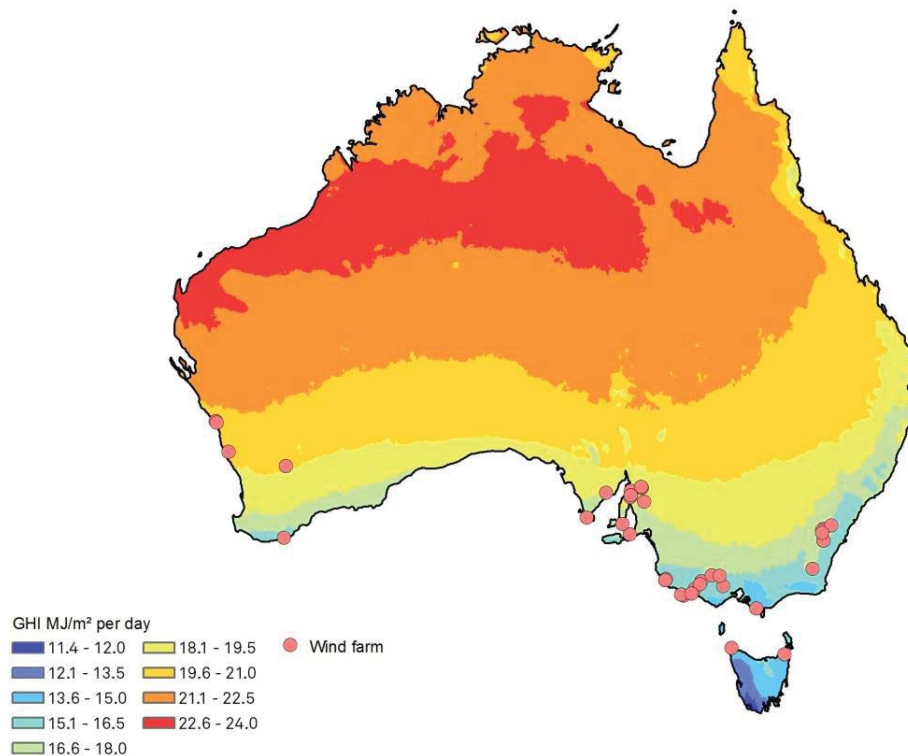 GHI MJ/m² per day
11.4 - 12.0
12.1 - 13.5
13.6 - 15.0
15.1 - 16.5
16.6 - 18.0
18.1 - 19.5
19.6 - 21.0
21.1 - 22.5
22.6 - 24.0
Wind farm